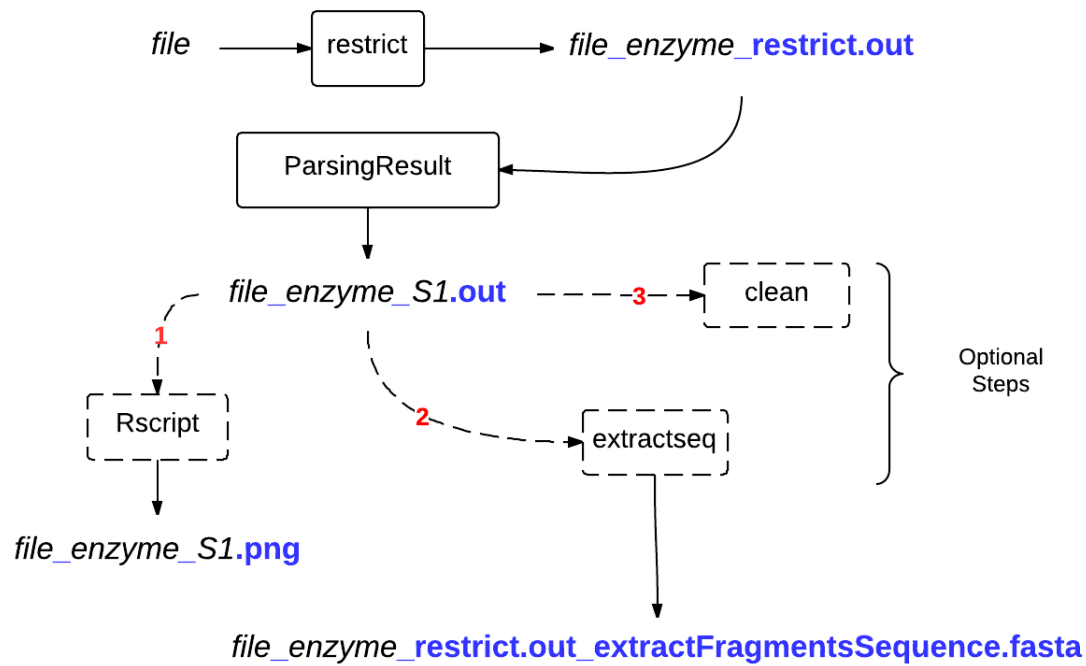 file
restrict
file_enzyme_restrict.out
ParsingResult
file_enzyme_S1.out
3
clean
1
Optional
Steps
Rscript
2
extractseq
file_enzyme_S1.png
file_enzyme_restrict.out_extractFragmentsSequence.fasta